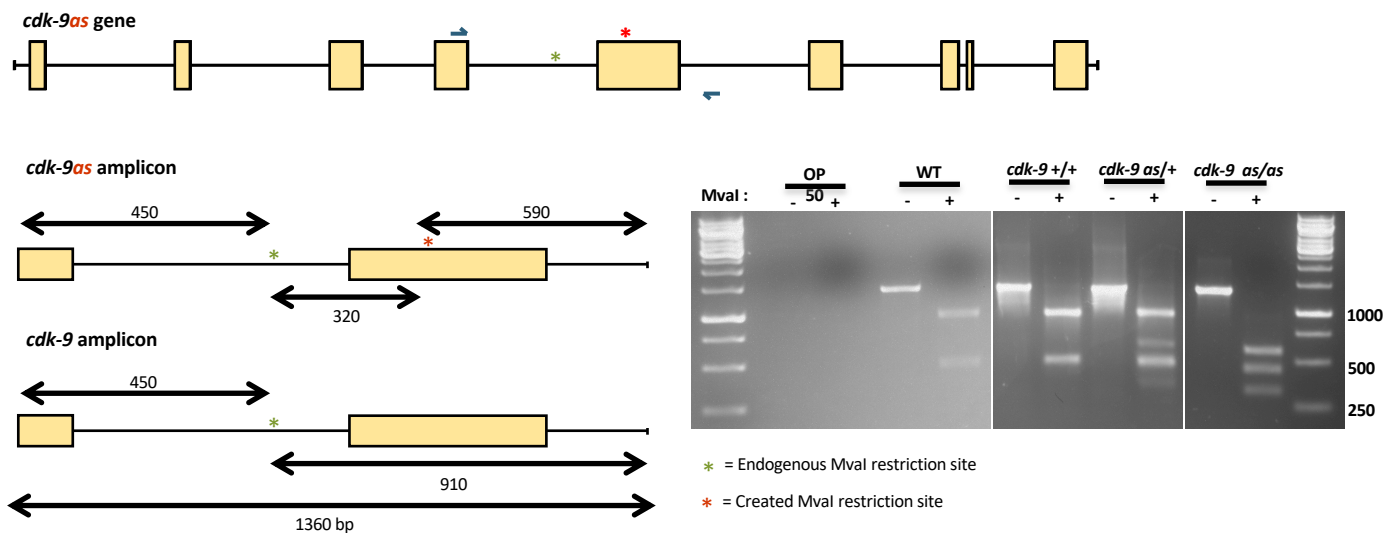 cdk-9as gene
*
*
cdk-9as amplicon
450
590
*
*
320
cdk-9 amplicon
450
*
910
1360 bp
OP
50
WT
cdk-9 +/+
cdk-9 as/+
cdk-9 as/as
MvaI :
- +
- +
- +
- +
- +
1000
500
250
* = Endogenous MvaI restriction site
* = Created MvaI restriction site